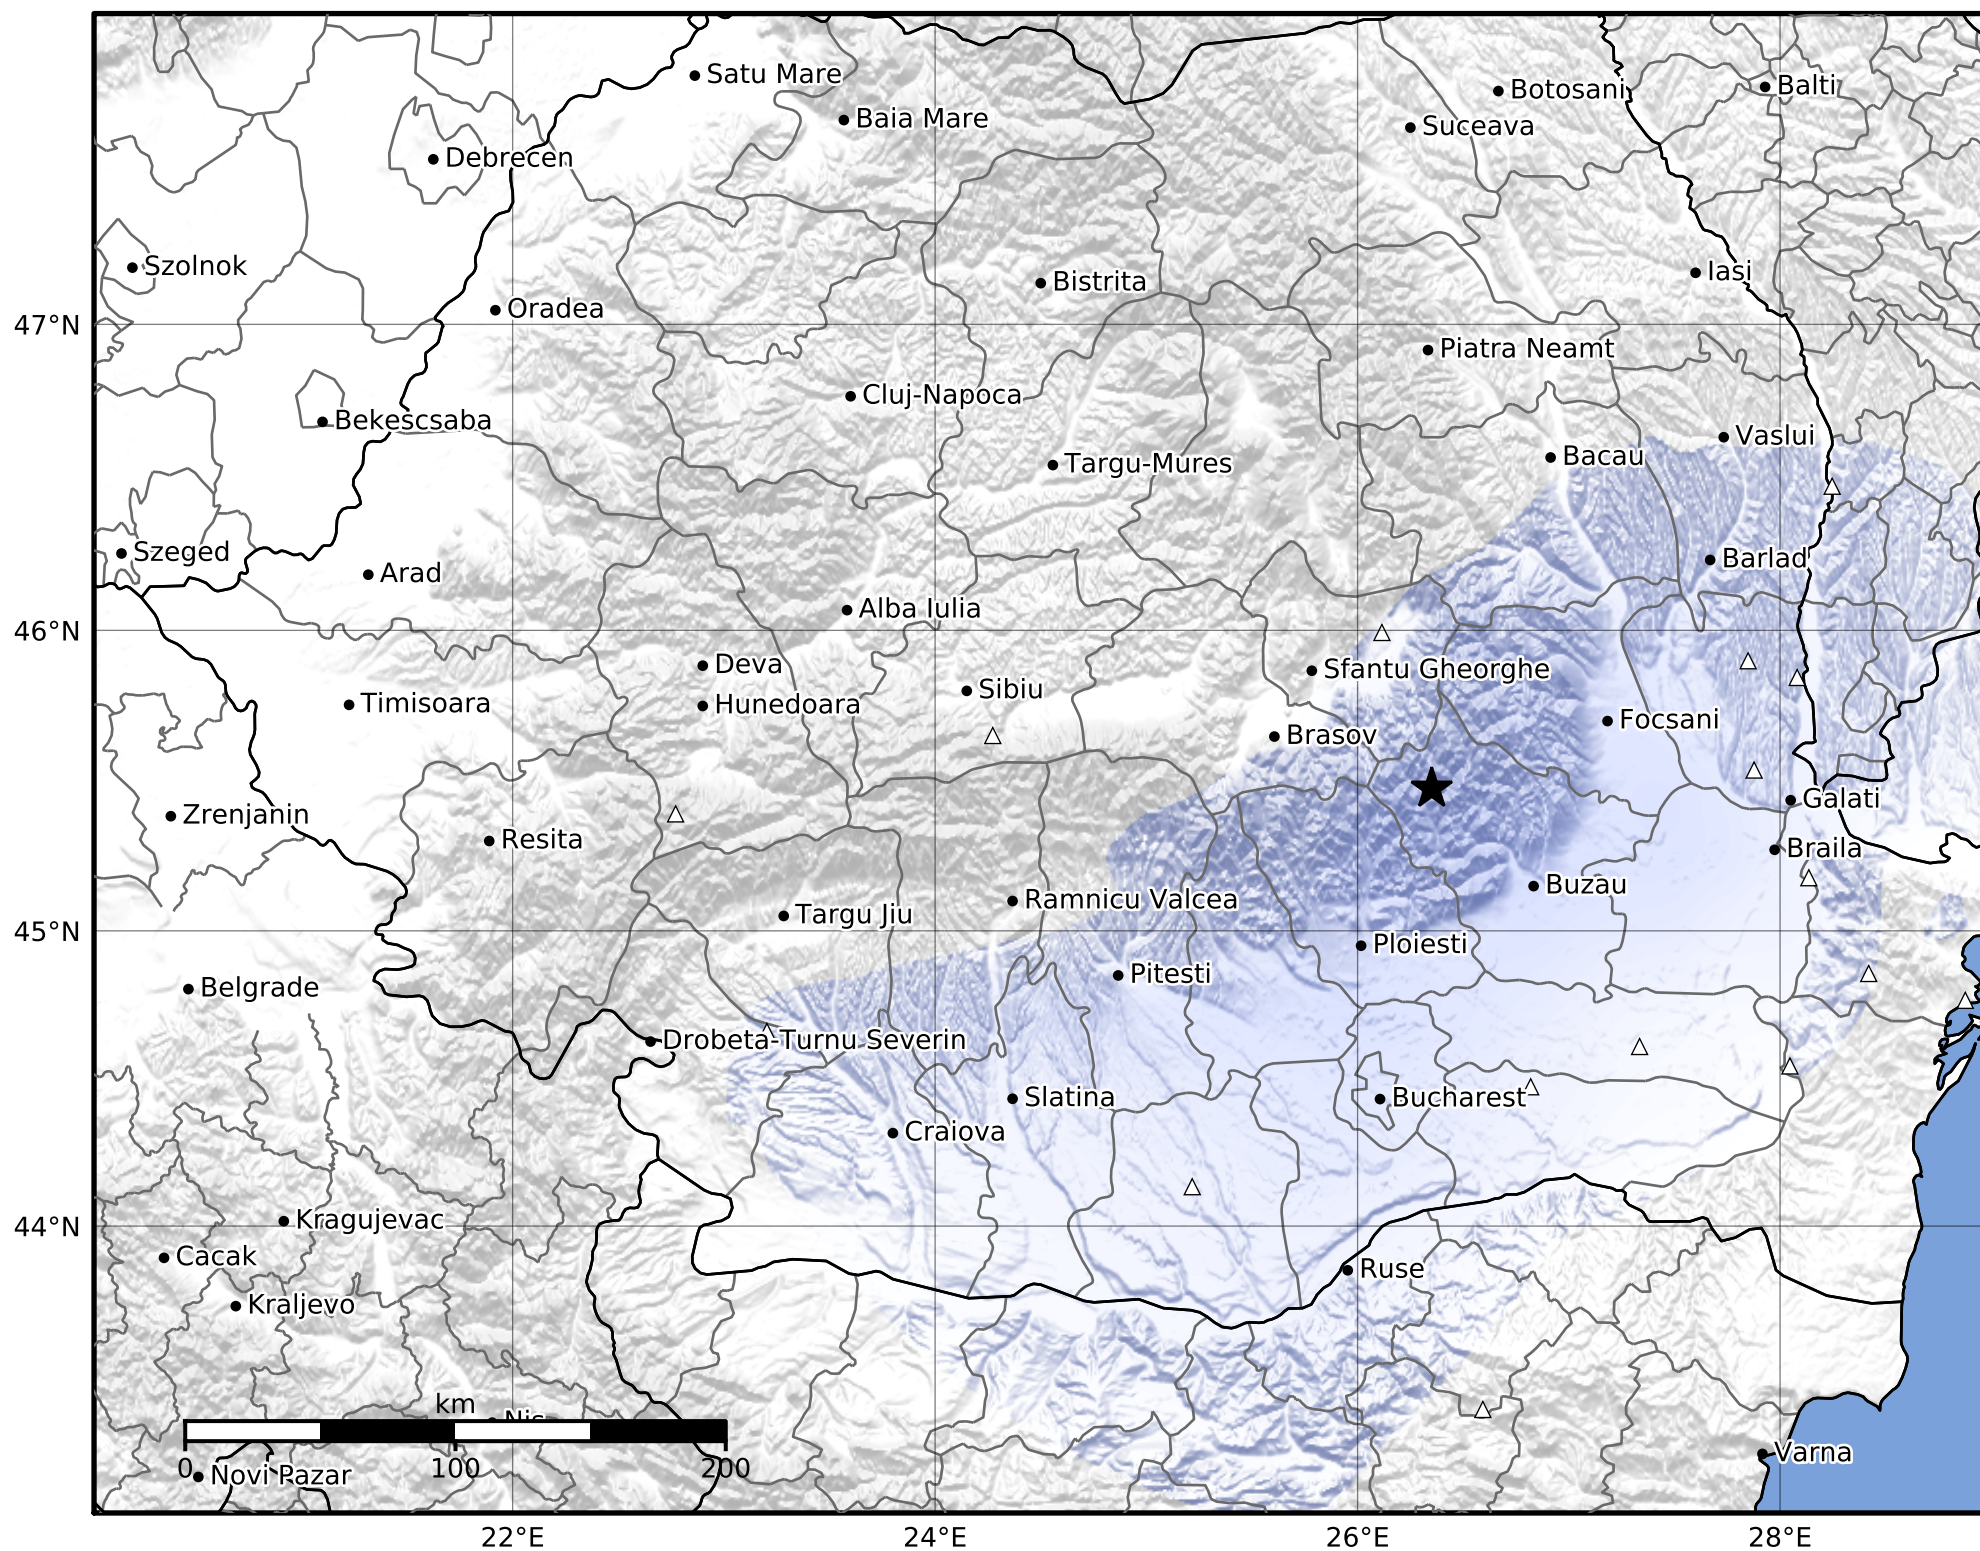 Satu Mare
Botosani
Balti
Baia Mare
Suceava
Debrecen
Szolnok
Iasi
Bistrita
Oradea
47°N
Piatra Neamt
Cluj-Napoca
Bekescsaba
Vaslui
Targu-Mures
Bacau
Szeged
Barlad
Arad
Alba Iulia
46°N
Deva
Sfantu Gheorghe
Sibiu
Timisoara
Hunedoara
Focsani
Brasov
Galati
Zrenjanin
Resita
Braila
Buzau
Ramnicu Valcea
Targu Jiu
45°N
Ploiesti
Pitesti
Belgrade
Drobeta-Turnu Severin
Slatina
Bucharest
Craiova
Kragujevac
44°N
Cacak
Ruse
Kraljevo
km
Nis
Varna
0
100
200
Novi Pazar
22°E
24°E
26°E
28°E